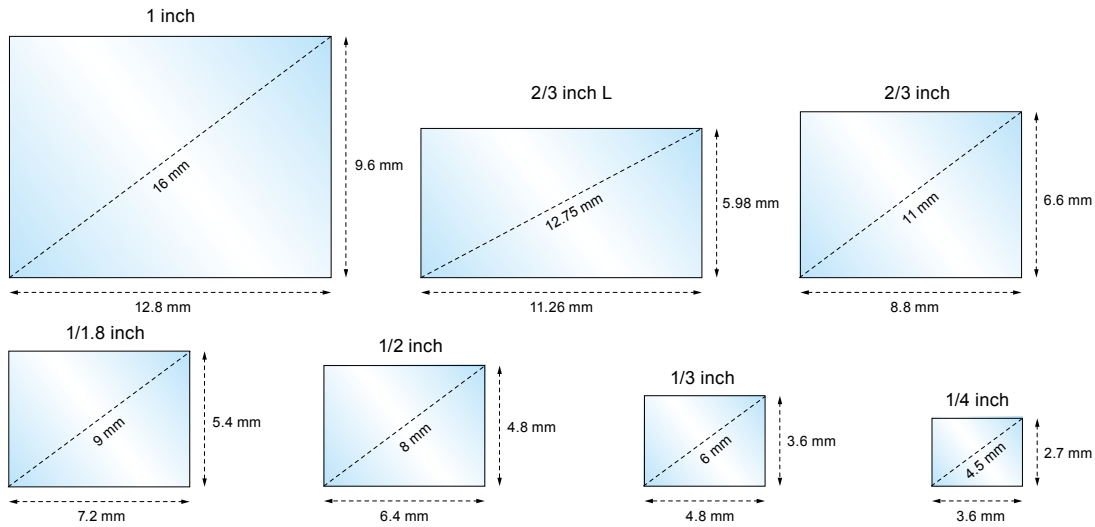 1 inch
16 mm
9.6 mm
12.8 mm
2/3 inch L
12.75 mm
5.98 mm
11.26 mm
2/3 inch
11 mm
6.6 mm
8.8 mm
1/1.8 inch
9 mm
5.4 mm
7.2 mm
1/2 inch
8 mm
4.8 mm
6.4 mm
1/3 inch
6 mm
3.6 mm
4.8 mm
1/4 inch
4.5 mm
2.7 mm
3.6 mm